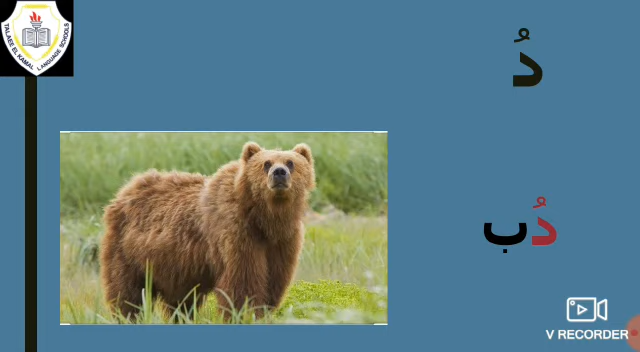 TALAEE EL KAMAL LANGUAGE SCHOOLS
دُ
دُب
V RECORDER